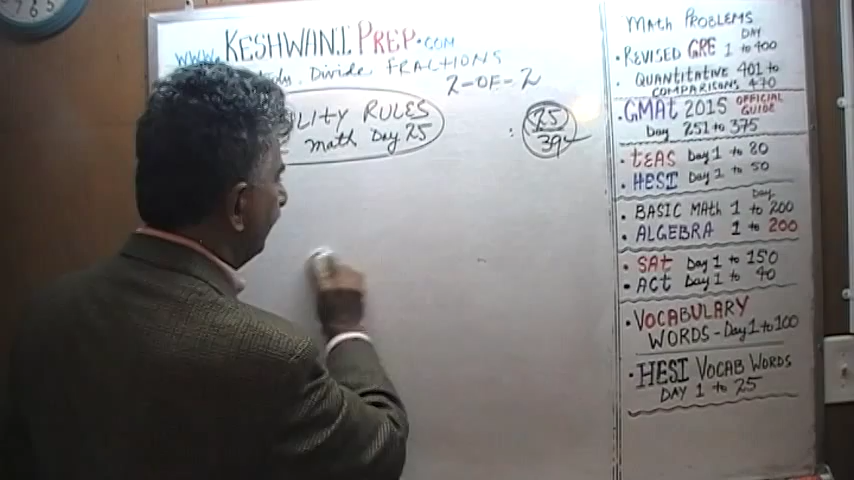 www.KESHWANI PREP.COM
Divide FRACTIONS
2-OF-2
LITY RULES
math Day 25
: 25/39
Math PROBLEMS
DAY
• REVISED GRE 1 to 400
• QUANTITATIVE 401 to
COMPARISONS 470
• GMAt 2015 OFFICIAL GUIDE
Day 251 to 375
• tEAS Day 1 to 80
• HESI Day 1 to 50
Day
• BASIC MAth 1 to 200
• ALGEBRA 1 to 200
• SAt Day 1 to 150
• ACt Day 1 to 40
• VOCABULARY
WORDS - Day 1 to 100
• HESI VOCAB WORDS
DAY 1 to 25